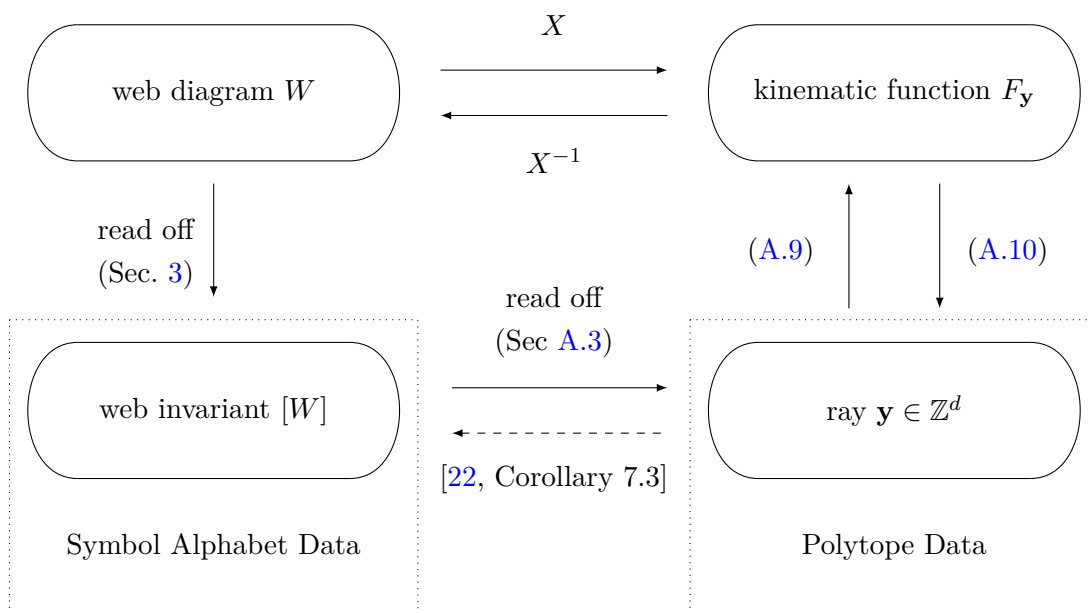 X
web diagram W
kinematic function F_y
X⁻¹
read off
(Sec. 3)
(A.9)
(A.10)
read off
(Sec A.3)
web invariant [W]
ray y ∈ ℤᵈ
[22, Corollary 7.3]
Symbol Alphabet Data
Polytope Data